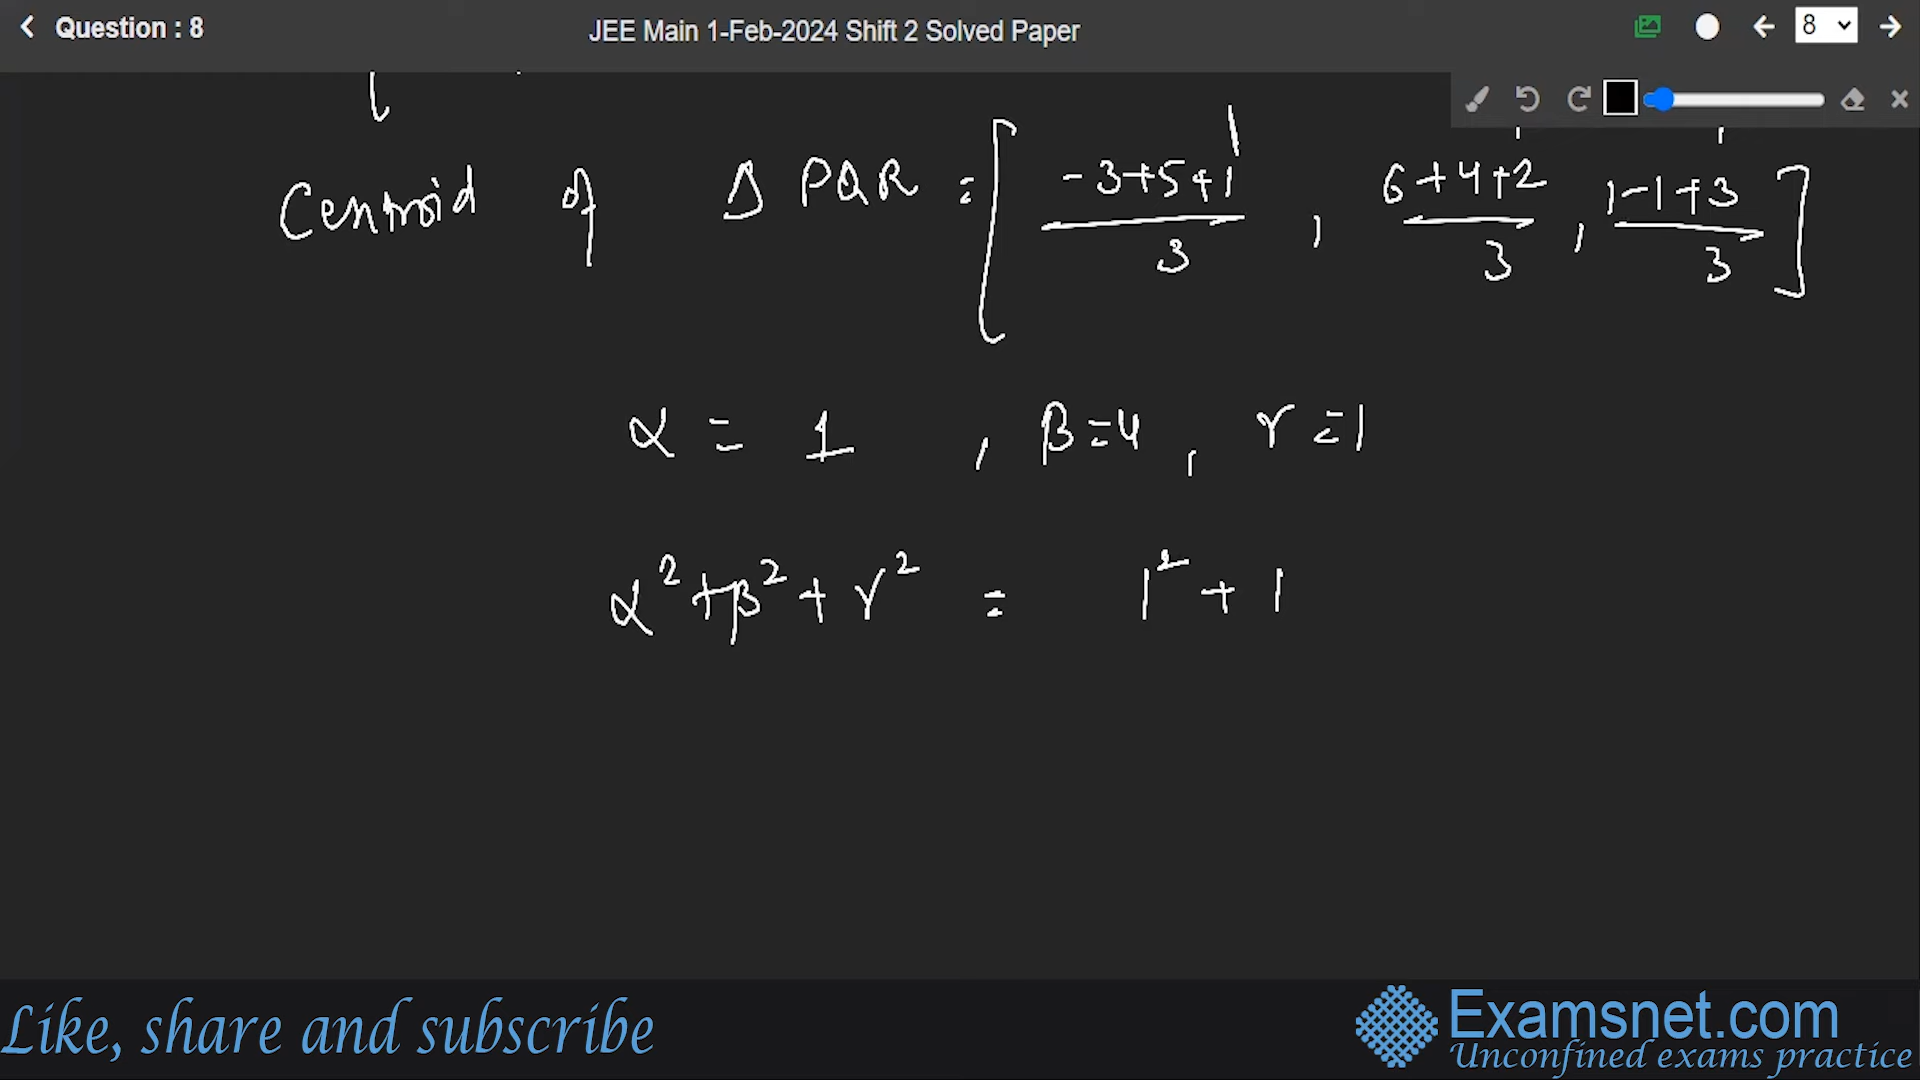 Question : 8
JEE Main 1-Feb-2024 Shift 2 Solved Paper
8
Centroid of Δ PQR = [ -3+5+1/3 , 6+4+2/3 , 1-1+3/3 ]
α = 1 , β=4 , r=1
α²+β²+r² = 1²+1
Like, share and subscribe
Examsnet.com
Unconfined exams practice